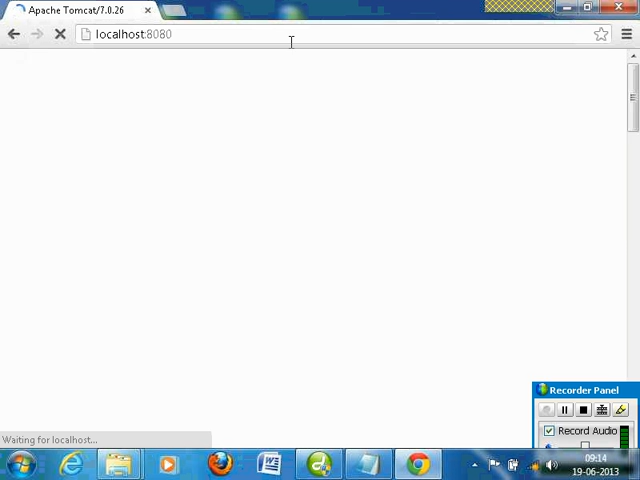 Apache Tomcat/7.0.26
localhost:8080
Waiting for localhost...
Recorder Panel
Record Audio
09:14
19-06-2013